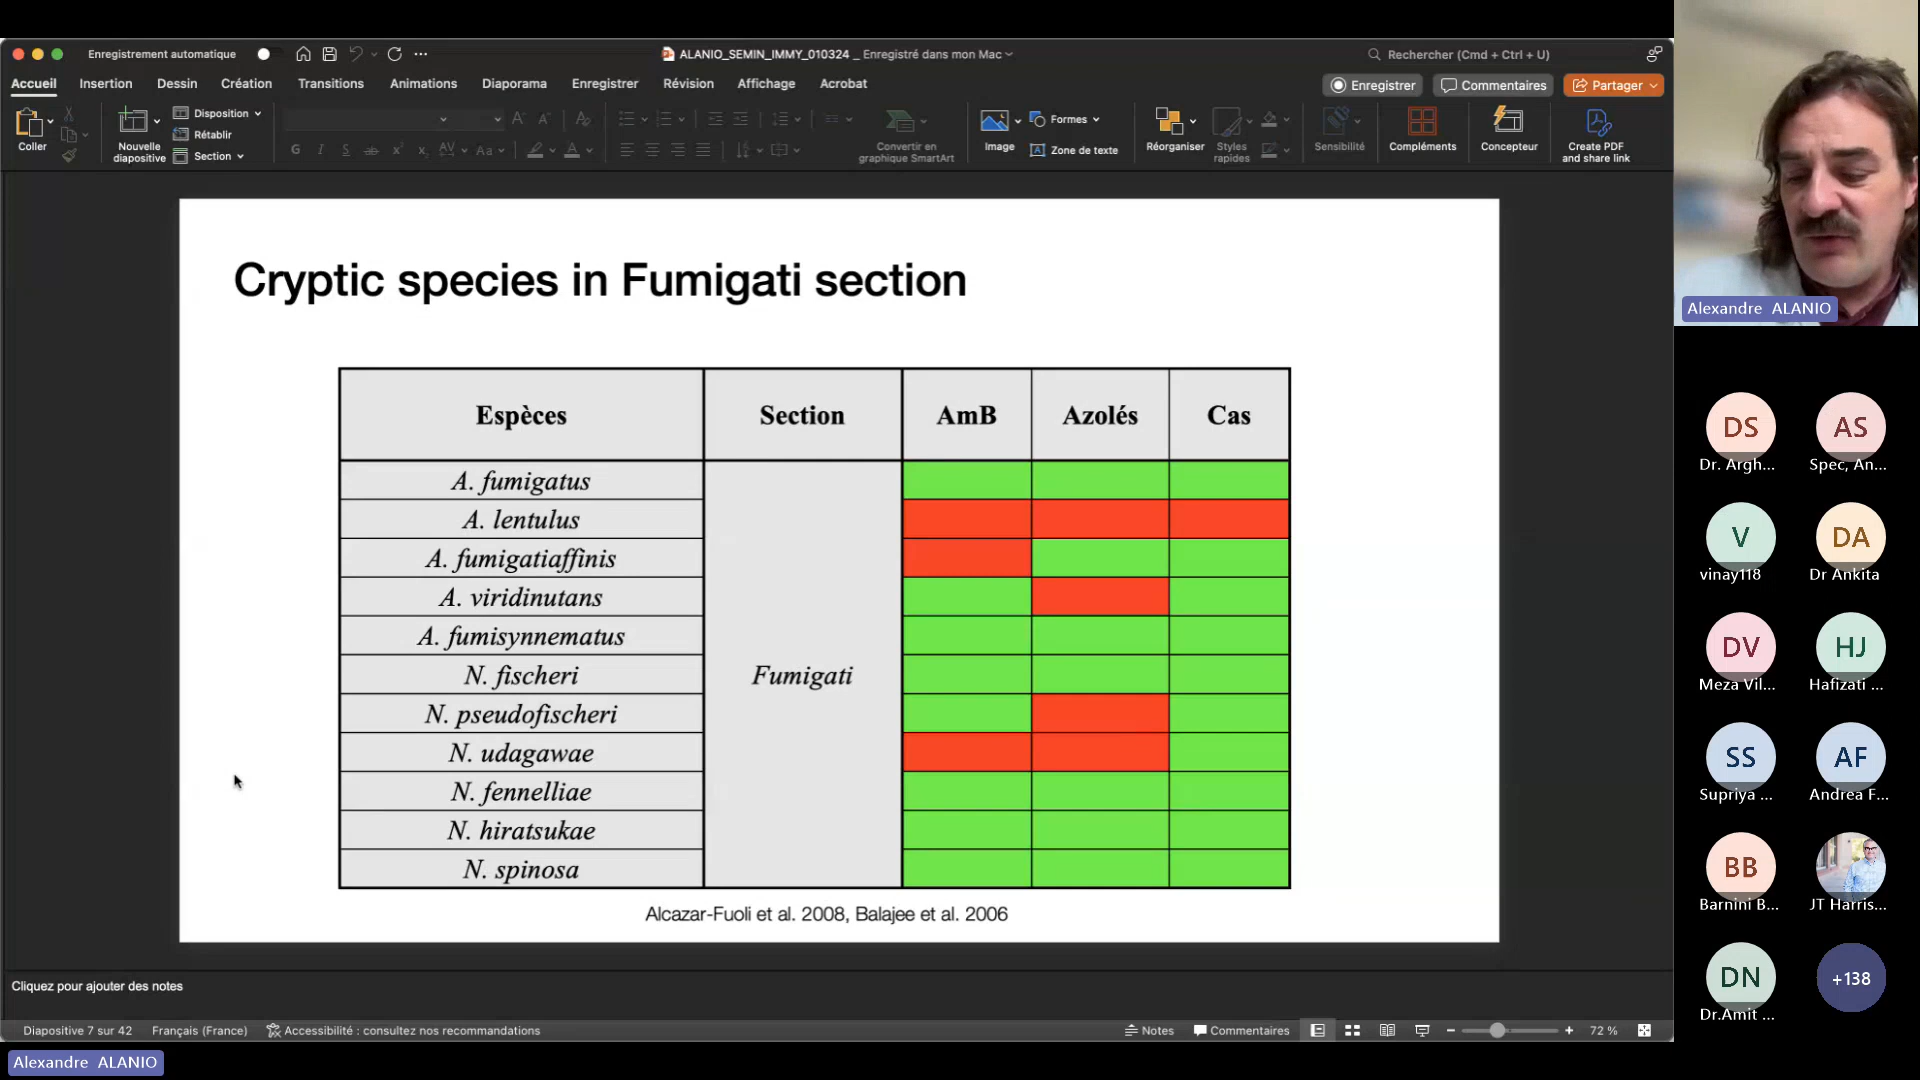 Enregistrement automatique
ALANIO_SEMIN_IMMY_010324 _ Enregistré dans mon Mac
Rechercher (Cmd + Ctrl + U)
Accueil Insertion Dessin Création Transitions Animations Diaporama Enregistrer Révision Affichage Acrobat
Enregistrer Commentaires Partager
Coller
Nouvelle diapositive
Disposition
Rétablir
Section
Convertir en graphique SmartArt
Image
Formes
Zone de texte
Réorganiser
Styles rapides
Sensibilité
Compléments
Concepteur
Create PDF and share link
Cryptic species in Fumigati section
Espèces Section AmB Azolés Cas
A. fumigatus
A. lentulus
A. fumigatiaffinis
A. viridinutans
A. fumisynnematus
N. fischeri
Fumigati
N. pseudofischeri
N. udagawae
N. fennelliae
N. hiratsukae
N. spinosa
Alcazar-Fuoli et al. 2008, Balajee et al. 2006
Cliquez pour ajouter des notes
Diapositive 7 sur 42 Français (France) Accessibilité : consultez nos recommandations
Notes Commentaires 72 %
Alexandre ALANIO
Alexandre ALANIO
DS AS
Dr. Argh... Spec, An...
V DA
vinay118 Dr Ankita
DV HJ
Meza Vil... Hafizati ...
SS AF
Supriya ... Andrea F...
BB
Barnini B... JT Harris...
DN +138
Dr.Amit ...